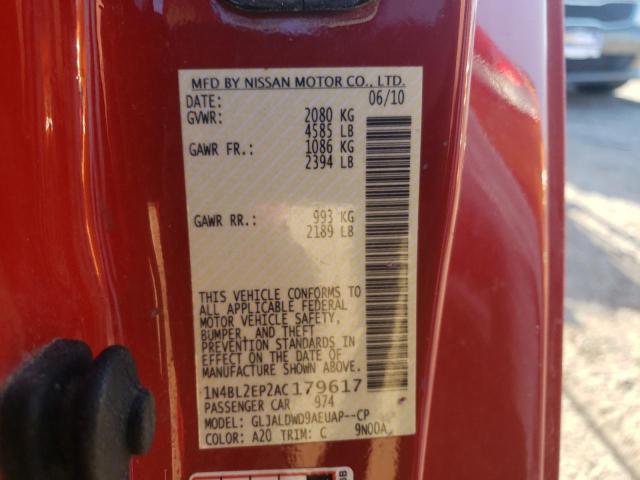 MFD BY NISSAN MOTOR CO., LTD.
DATE: 06/10
GVWR: 2080 KG
4585 LB
GAWR FR.: 1086 KG
2394 LB
GAWR RR.: 993 KG
2189 LB
THIS VEHICLE CONFORMS TO
ALL APPLICABLE FEDERAL
MOTOR VEHICLE SAFETY,
BUMPER, AND THEFT
PREVENTION STANDARDS
IN EFFECT ON THE DATE OF
MANUFACTURE SHOWN ABOVE.
1N4BL2EP2AC179617
PASSENGER CAR 974
MODEL: GLJALDWD9AEUAP--CP
COLOR: A20 TRIM: C 9N00A